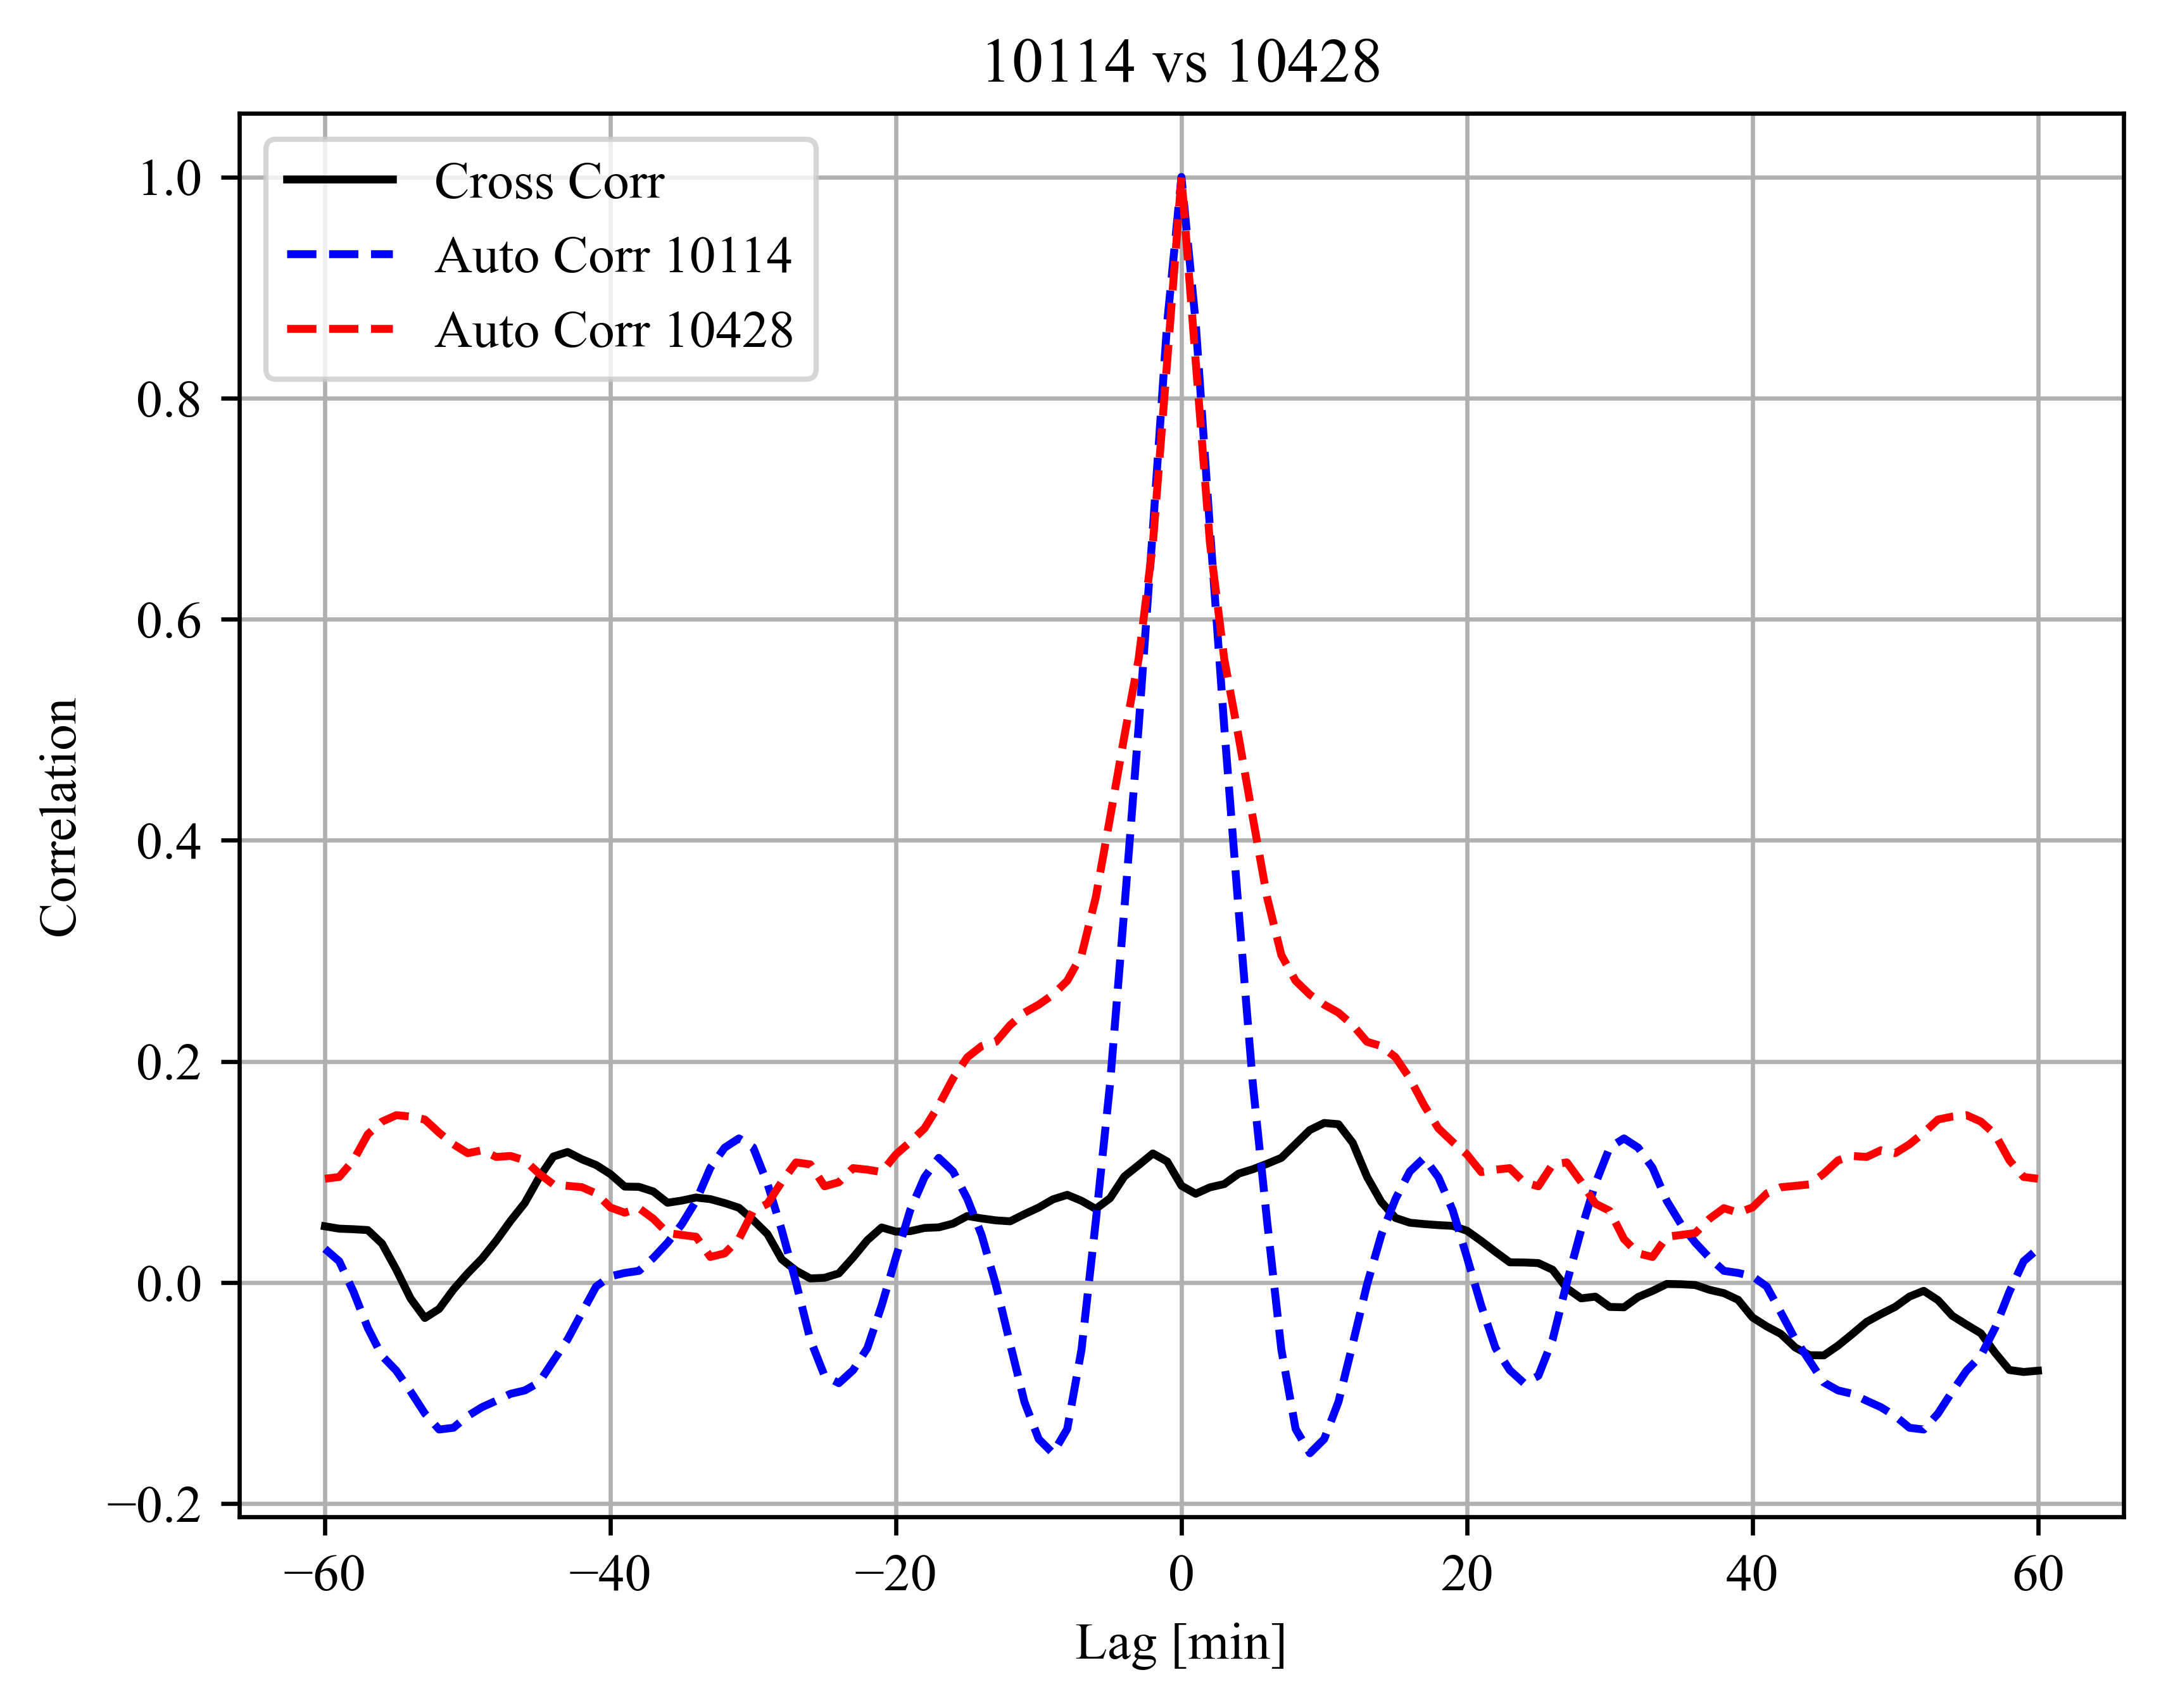 10114 vs 10428
Cross Corr
Auto Corr 10114
Auto Corr 10428
1.0
0.8
0.6
0.4
0.2
0.0
−0.2
Correlation
−60
−40
−20
0
20
40
60
Lag [min]